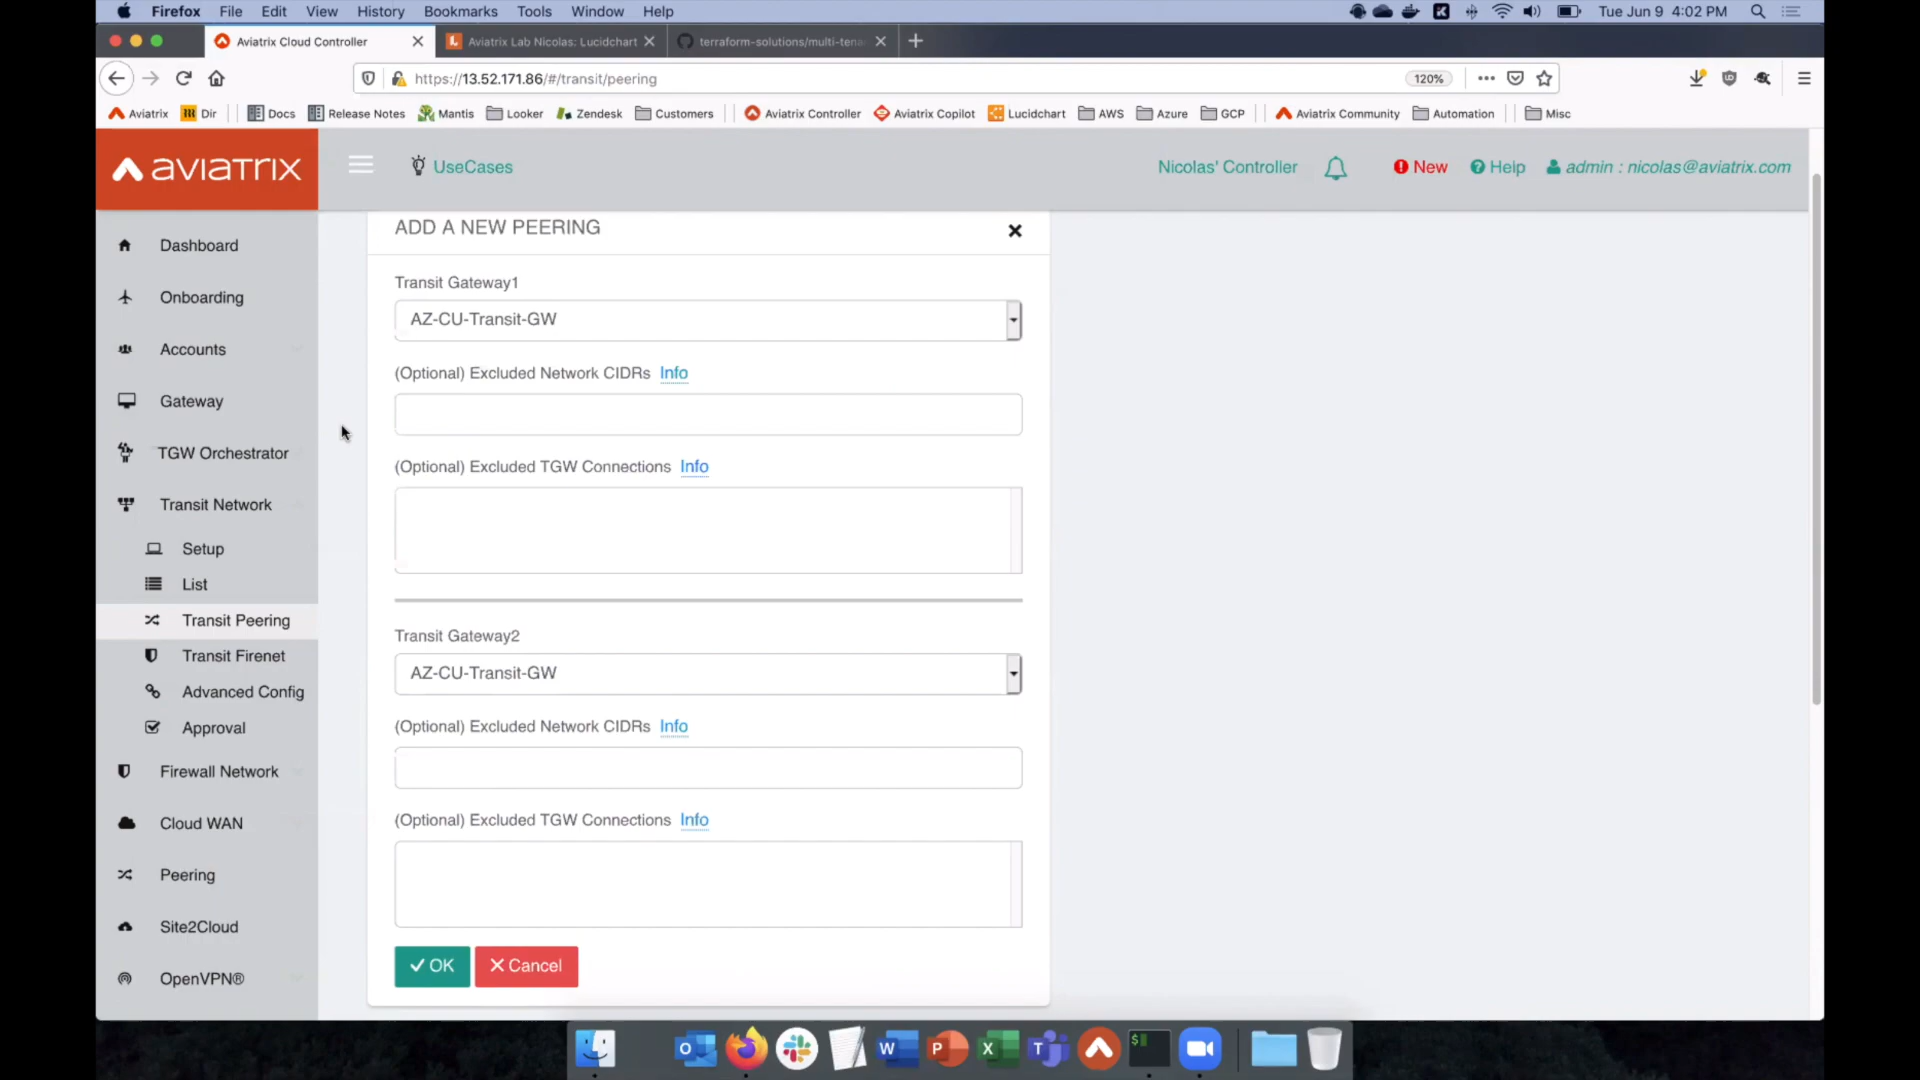 Firefox File Edit View History Bookmarks Tools Window Help Tue Jun 9 4:02 PM
Aviatrix Cloud Controller Aviatrix Lab Nicolas: Lucidchart terraform-solutions/multi-tena
https://13.52.171.86/#/transit/peering 120%
Aviatrix Dir Docs Release Notes Mantis Looker Zendesk Customers Aviatrix Controller Aviatrix Copilot Lucidchart AWS Azure GCP Aviatrix Community Automation Misc
aviatrix UseCases Nicolas' Controller New Help admin : nicolas@aviatrix.com
Dashboard
Onboarding
Accounts
Gateway
TGW Orchestrator
Transit Network
Setup
List
Transit Peering
Transit Firenet
Advanced Config
Approval
Firewall Network
Cloud WAN
Peering
Site2Cloud
OpenVPN®
ADD A NEW PEERING
Transit Gateway1
AZ-CU-Transit-GW
(Optional) Excluded Network CIDRs Info
(Optional) Excluded TGW Connections Info
Transit Gateway2
AZ-CU-Transit-GW
(Optional) Excluded Network CIDRs Info
(Optional) Excluded TGW Connections Info
OK Cancel